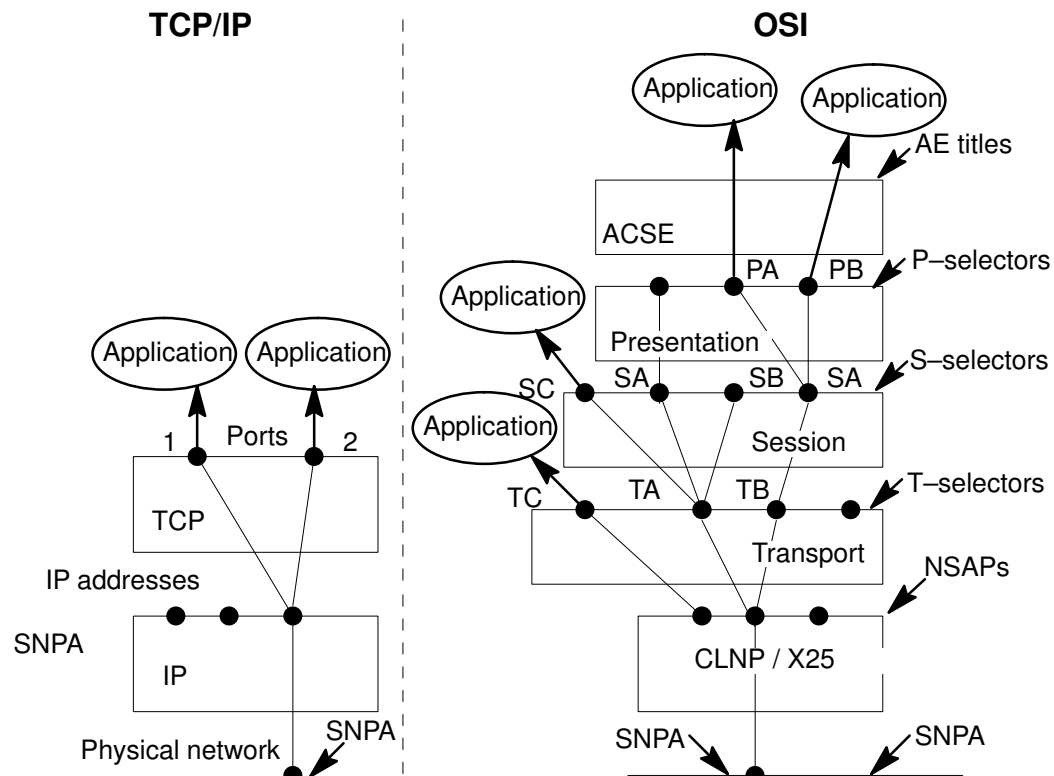 TCP/IP
OSI
Application
Application
AE titles
ACSE
PA
PB
P–selectors
Application
Presentation
Application
Application
S–selectors
SC
SA
SB
SA
Application
Session
1
Ports
2
T–selectors
TC
TA
TB
TCP
Transport
IP addresses
NSAPs
SNPA
IP
CLNP / X25
Physical network
SNPA
SNPA
SNPA